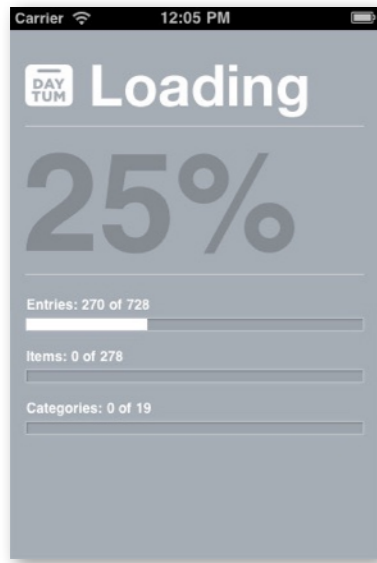 Carrier 12:05 PM
DAY
TUM
Loading
25%
Entries: 270 of 728
Items: 0 of 278
Categories: 0 of 19